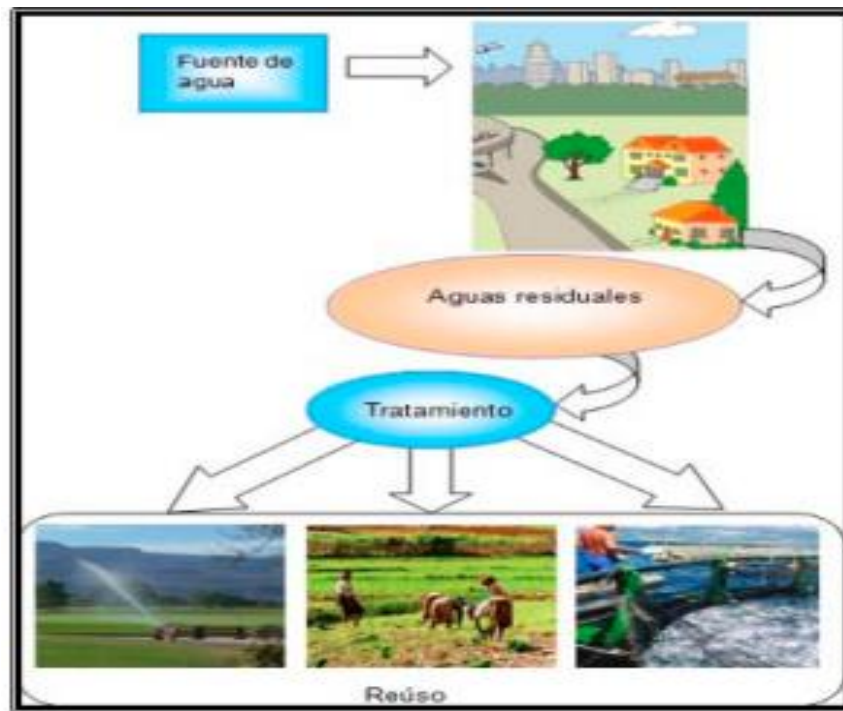 Fuente de
agua
Aguas residuales
Tratamiento
Reúso